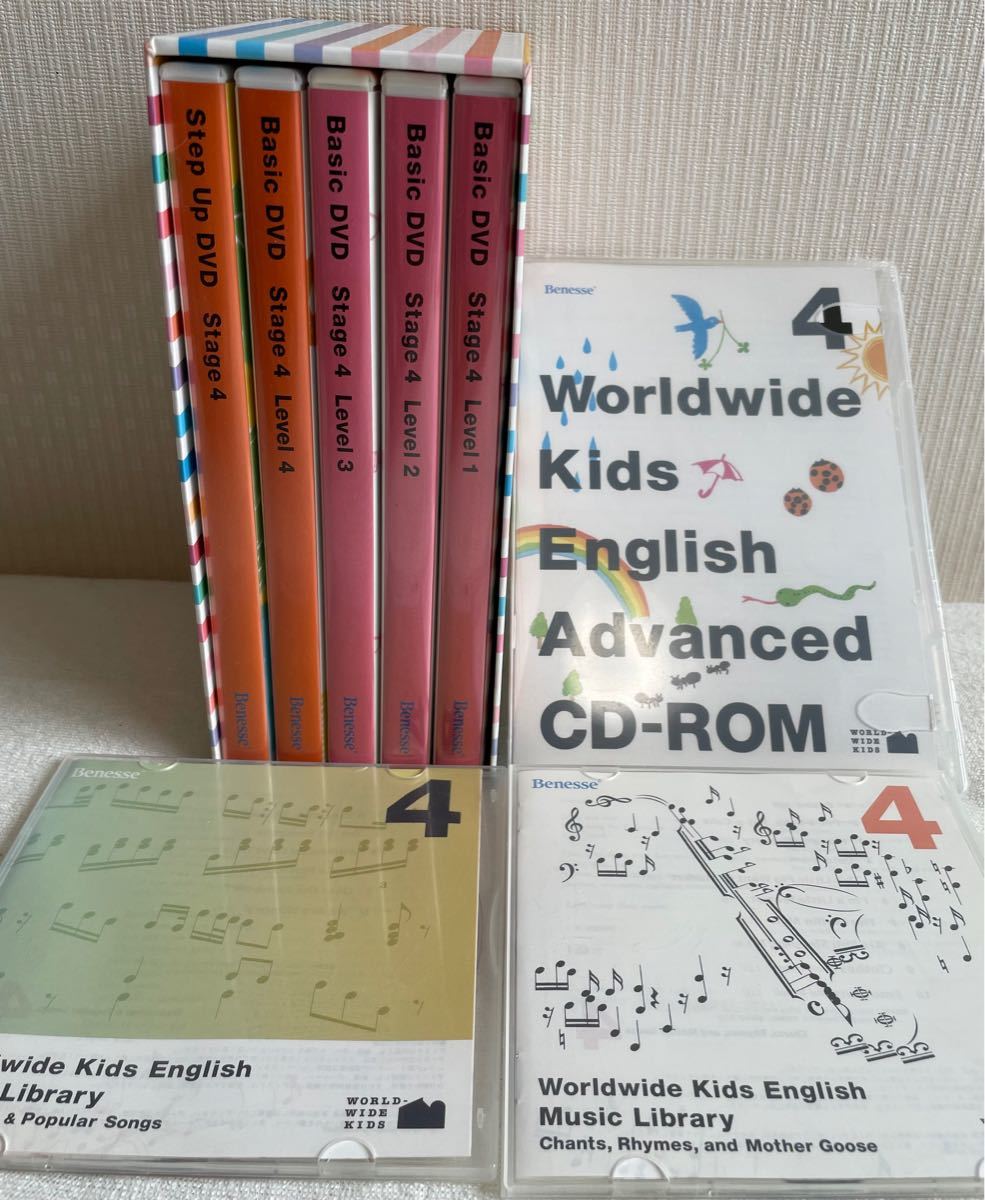 Step Up DVD Stage 4
Benesse
Basic DVD Stage 4 Level 4
Benesse
Basic DVD Stage 4 Level 3
Benesse®
Basic DVD Stage 4 Level 2
Benesse
Basic DVD Stage 4 Level 1
Benesse
Benesse®
4
Worldwide
Kids
English
Advanced
CD-ROM
WORLD-
WIDE
KIDS
Benesse
4
wide Kids English
Library
& Popular Songs
WORLD-
WIDE
KIDS
Benesse®
4
Worldwide Kids English
Music Library
Chants, Rhymes, and Mother Goose